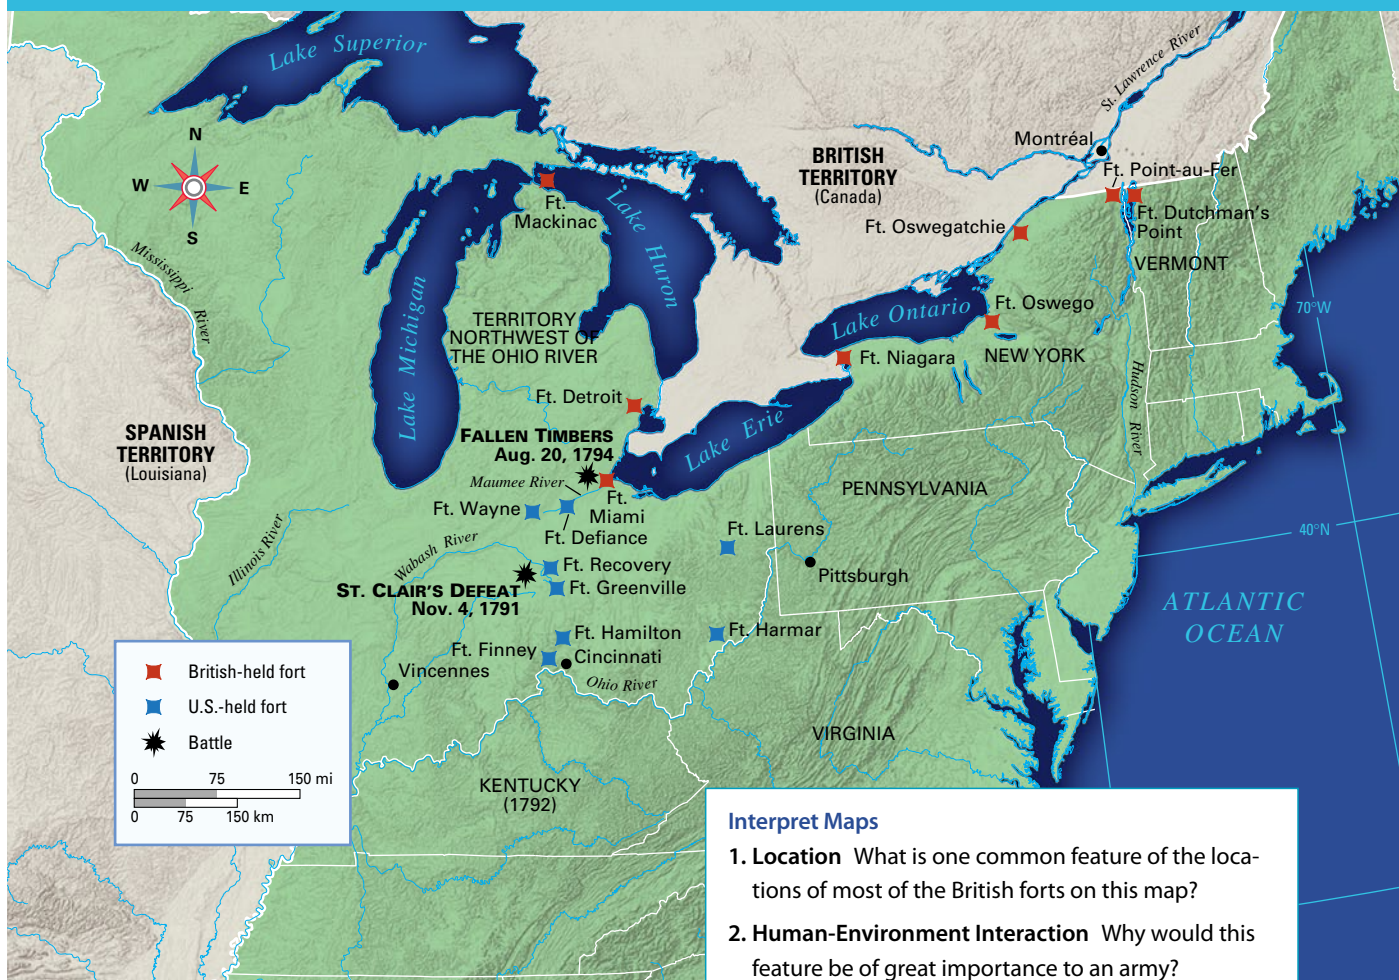 Lake Superior
St. Lawrence River
N
W
E
S
Montréal
BRITISH
TERRITORY
(Canada)
Ft. Point-au-Fer
Ft.
Mackinac
Lake Huron
Ft. Oswegatchie
Ft. Dutchman's
Point
VERMONT
Mississippi
River
Lake Michigan
TERRITORY
NORTHWEST OF
THE OHIO RIVER
Lake Ontario
Ft. Oswego
70°W
Ft. Niagara
NEW YORK
Hudson River
Ft. Detroit
Lake Erie
SPANISH
TERRITORY
(Louisiana)
FALLEN TIMBERS
Aug. 20, 1794
Maumee River
Ft.
Miami
PENNSYLVANIA
Ft. Wayne
Ft. Defiance
Ft. Laurens
40°N
Illinois River
Wabash River
Ft. Recovery
Pittsburgh
ST. CLAIR'S DEFEAT
Nov. 4, 1791
Ft. Greenville
ATLANTIC
OCEAN
Ft. Hamilton
Ft. Harmar
Ft. Finney
Cincinnati
Vincennes
Ohio River
VIRGINIA
KENTUCKY
(1792)
British-held fort
U.S.-held fort
Battle
0 75 150 mi
0 75 150 km
Interpret Maps
1. Location What is one common feature of the loca-
tions of most of the British forts on this map?
2. Human-Environment Interaction Why would this
feature be of great importance to an army?